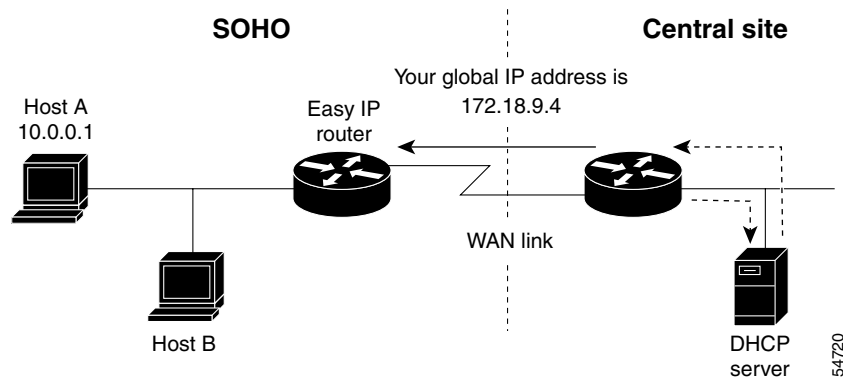 SOHO
Central site
Your global IP address is
172.18.9.4
Host A
10.0.0.1
Easy IP
router
WAN link
Host B
DHCP
server
54720